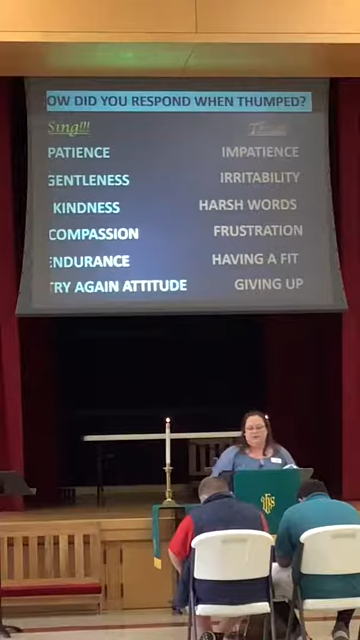 OW DID YOU RESPOND WHEN THUMPED?
Sing!!!
PATIENCE IMPATIENCE
GENTLENESS IRRITABILITY
KINDNESS HARSH WORDS
COMPASSION FRUSTRATION
ENDURANCE HAVING A FIT
TRY AGAIN ATTITUDE GIVING UP